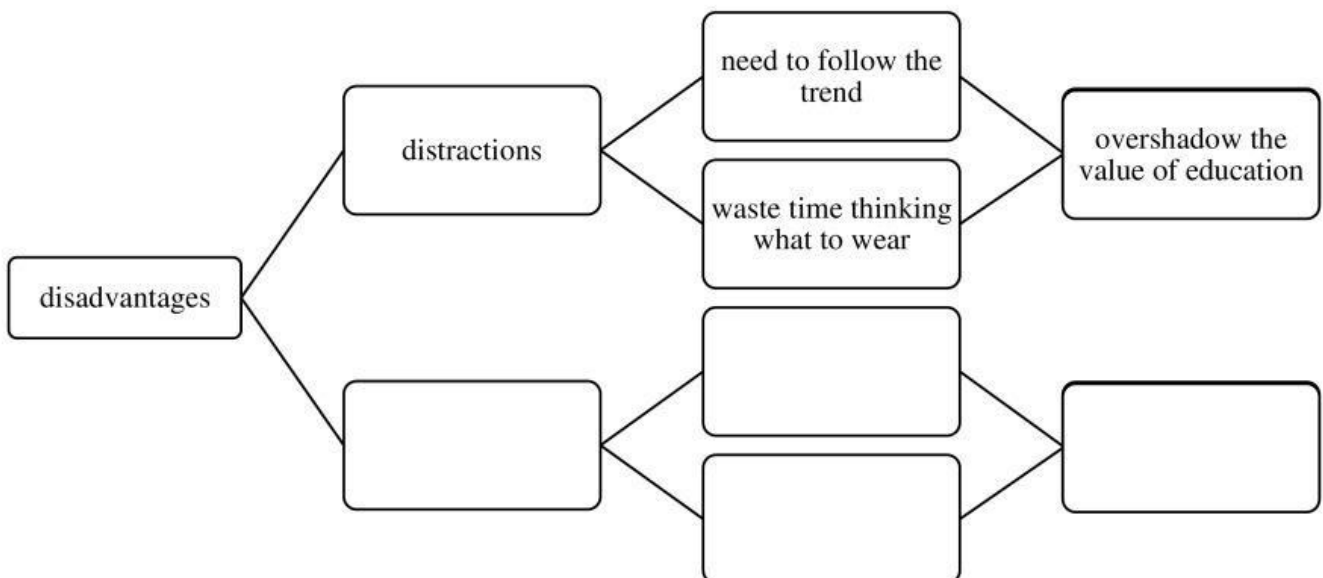 need to follow the
trend
distractions
overshadow the
value of education
waste time thinking
what to wear
disadvantages